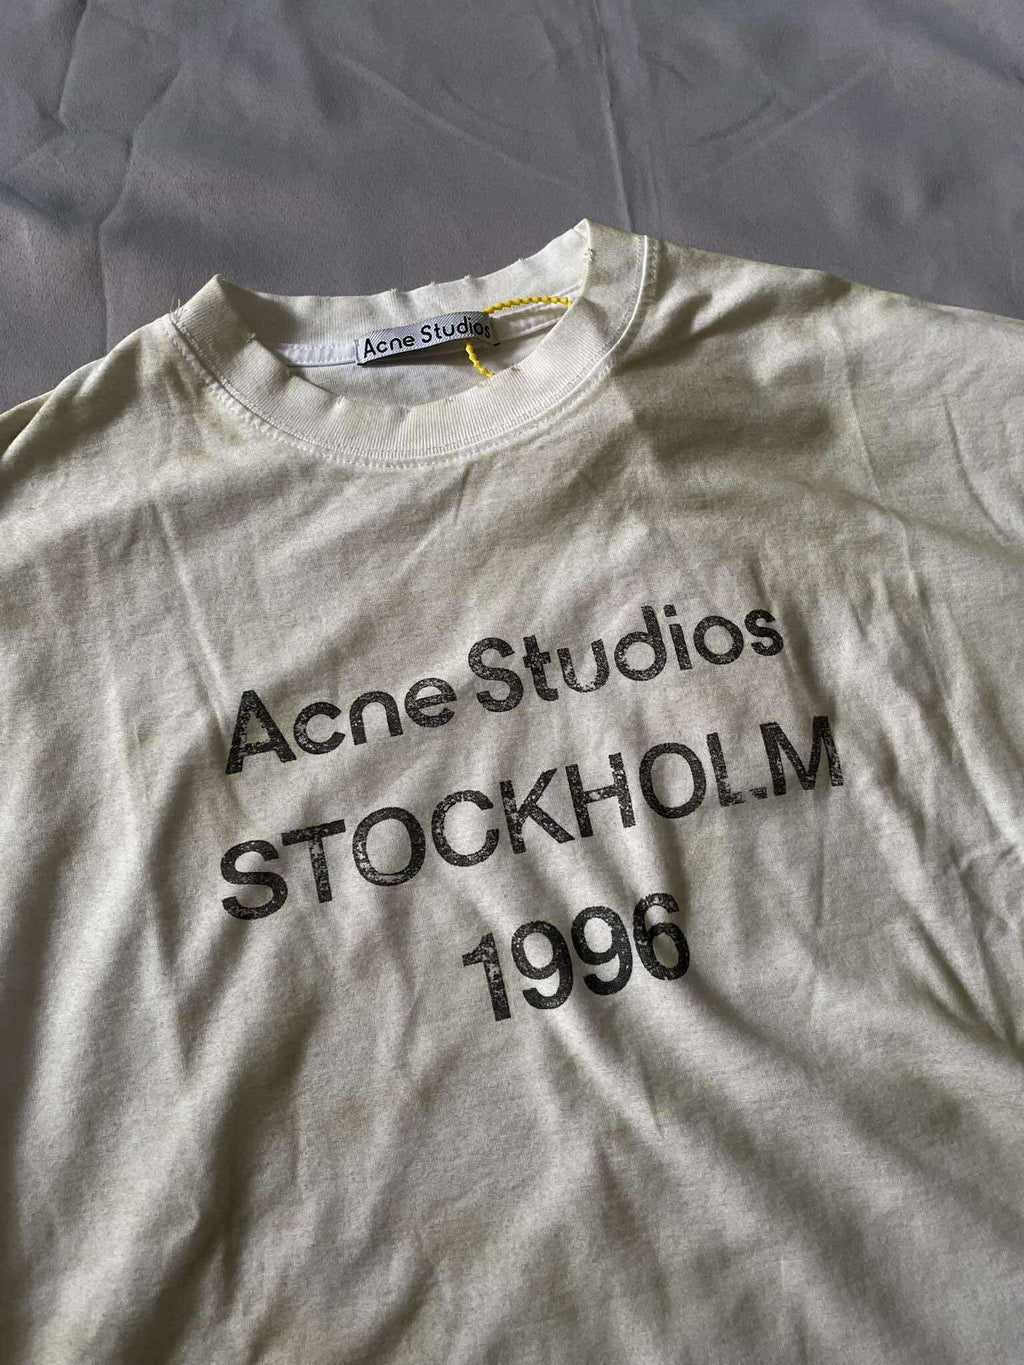 Acne Studios
Acne Studios
STOCKHOLM
1996